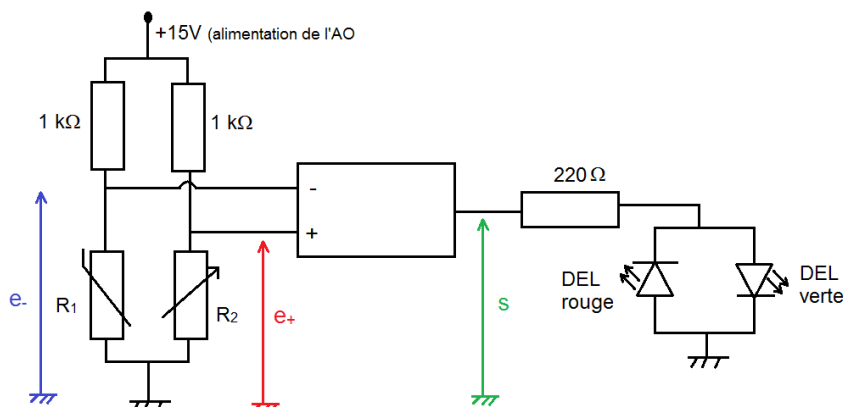 +15V (alimentation de l'AO
1 kΩ
1 kΩ
-
+
220 Ω
e-
R1
R2
e+
s
DEL
rouge
DEL
verte